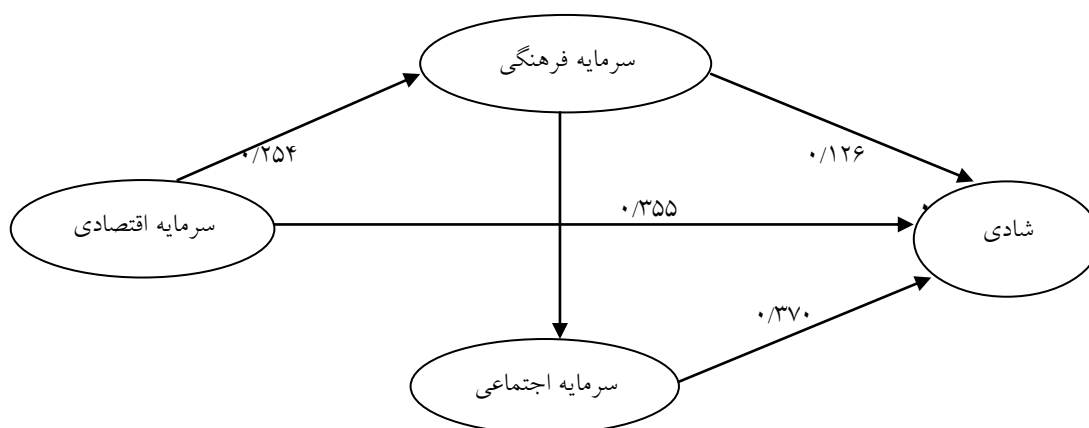 سرمایه فرهنگی
۰/۲۵۴
۰/۱۲۶
سرمایه اقتصادی
۰/۳۵۵
شادی
۰/۳۷۰
سرمایه اجتماعی